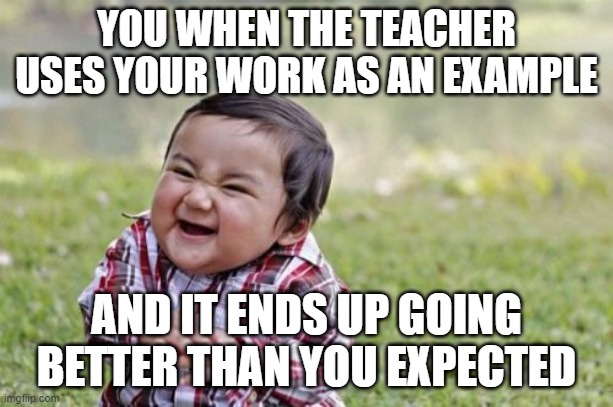 YOU WHEN THE TEACHER
USES YOUR WORK AS AN EXAMPLE
AND IT ENDS UP GOING
BETTER THAN YOU EXPECTED
imgflip.com